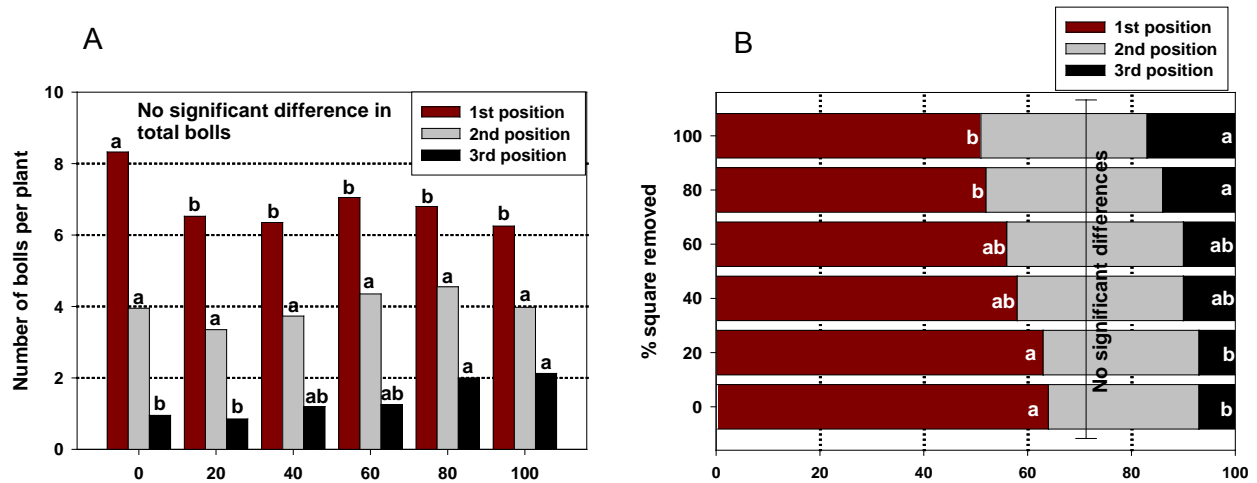 A
No significant difference in
total bolls
1st position
2nd position
3rd position
Number of bolls per plant
10
8
6
4
2
0
a
a
b
b
a
b
b
a
ab
b
a
ab
b
a
a
b
a
a
0
20
40
60
80
100
B
1st position
2nd position
3rd position
% square removed
No significant differences
100
b
a
80
b
a
60
ab
ab
40
ab
ab
20
a
b
0
a
b
0
20
40
60
80
100